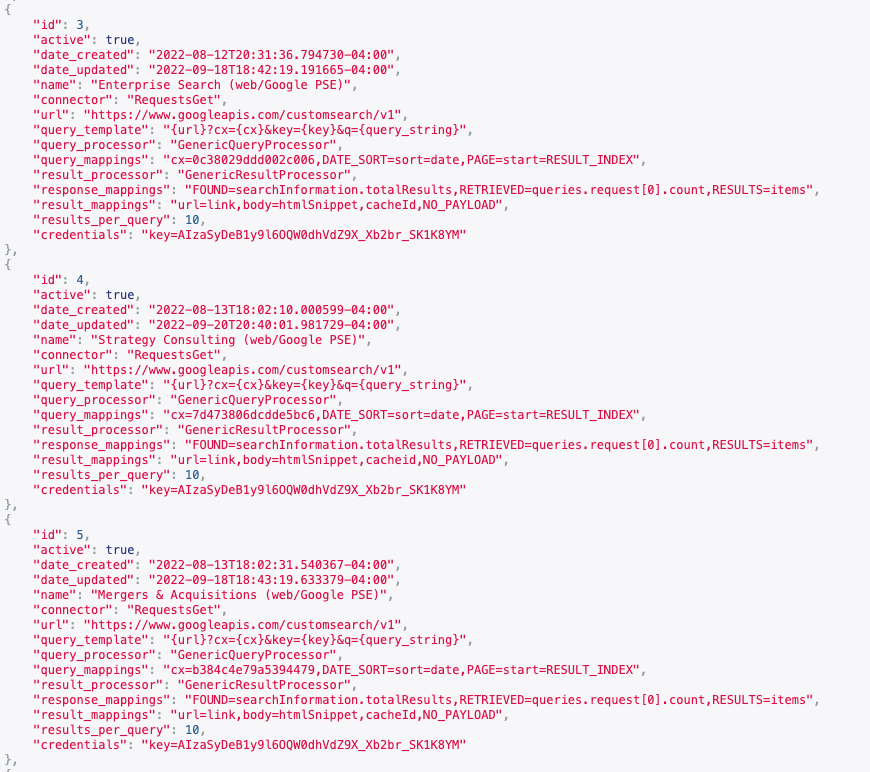 {
"id": 3,
"active": true,
"date_created": "2022-08-12T20:31:36.794730-04:00",
"date_updated": "2022-09-18T18:42:19.191665-04:00",
"name": "Enterprise Search (web/Google PSE)",
"connector": "RequestsGet",
"url": "https://www.googleapis.com/customsearch/v1",
"query_template": "{url}?cx={cx}&key={key}&q={query_string}",
"query_processor": "GenericQueryProcessor",
"query_mappings": "cx=0c38029ddd002c006,DATE_SORT=sort=date,PAGE=start=RESULT_INDEX",
"result_processor": "GenericResultProcessor",
"response_mappings": "FOUND=searchInformation.totalResults,RETRIEVED=queries.request[0].count,RESULTS=items",
"result_mappings": "url=link,body=htmlSnippet,cacheId,NO_PAYLOAD",
"results_per_query": 10,
"credentials": "key=AIzaSyDeB1y9l6OQW0dhVdZ9X_Xb2br_SK1K8YM"
},
{
"id": 4,
"active": true,
"date_created": "2022-08-13T18:02:10.000599-04:00",
"date_updated": "2022-09-20T20:40:01.981729-04:00",
"name": "Strategy Consulting (web/Google PSE)",
"connector": "RequestsGet",
"url": "https://www.googleapis.com/customsearch/v1",
"query_template": "{url}?cx={cx}&key={key}&q={query_string}",
"query_processor": "GenericQueryProcessor",
"query_mappings": "cx=7d473806dcdde5bc6,DATE_SORT=sort=date,PAGE=start=RESULT_INDEX",
"result_processor": "GenericResultProcessor",
"response_mappings": "FOUND=searchInformation.totalResults,RETRIEVED=queries.request[0].count,RESULTS=items",
"result_mappings": "url=link,body=htmlSnippet,cacheid,NO_PAYLOAD",
"results_per_query": 10,
"credentials": "key=AIzaSyDeB1y9l6OQW0dhVdZ9X_Xb2br_SK1K8YM"
},
{
"id": 5,
"active": true,
"date_created": "2022-08-13T18:02:31.540367-04:00",
"date_updated": "2022-09-18T18:43:19.633379-04:00",
"name": "Mergers & Acquisitions (web/Google PSE)",
"connector": "RequestsGet",
"url": "https://www.googleapis.com/customsearch/v1",
"query_template": "{url}?cx={cx}&key={key}&q={query_string}",
"query_processor": "GenericQueryProcessor",
"query_mappings": "cx=b384c4e79a5394479,DATE_SORT=sort=date,PAGE=start=RESULT_INDEX",
"result_processor": "GenericResultProcessor",
"response_mappings": "FOUND=searchInformation.totalResults,RETRIEVED=queries.request[0].count,RESULTS=items",
"result_mappings": "url=link,body=htmlSnippet,cacheId,NO_PAYLOAD",
"results_per_query": 10,
"credentials": "key=AIzaSyDeB1y9l6OQW0dhVdZ9X_Xb2br_SK1K8YM"
},